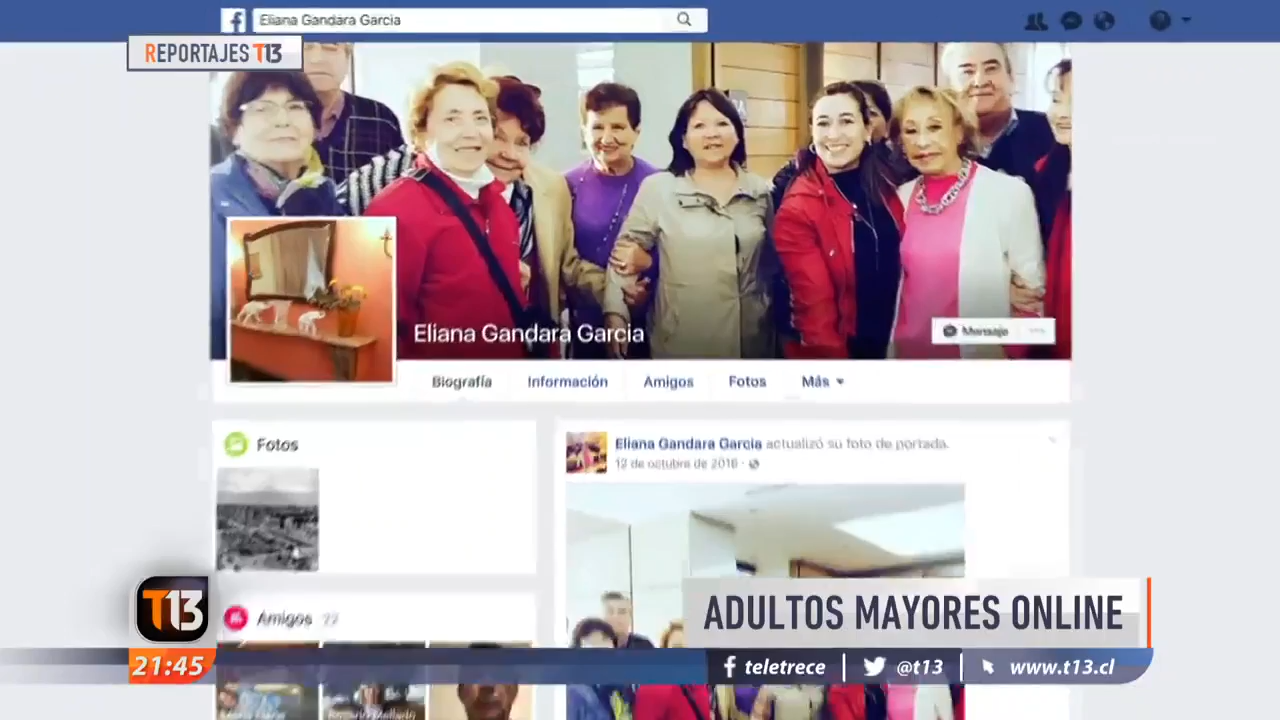 Eliana Gandara Garcia
REPORTAJES T13
Eliana Gandara Garcia
Mensaje
Biografía Información Amigos Fotos Más
Fotos
Eliana Gandara Garcia actualizó su foto de portada.
12 de octubre de 2016
Amigos 22
T13
21:45
ADULTOS MAYORES ONLINE
teletrece @t13 www.t13.cl